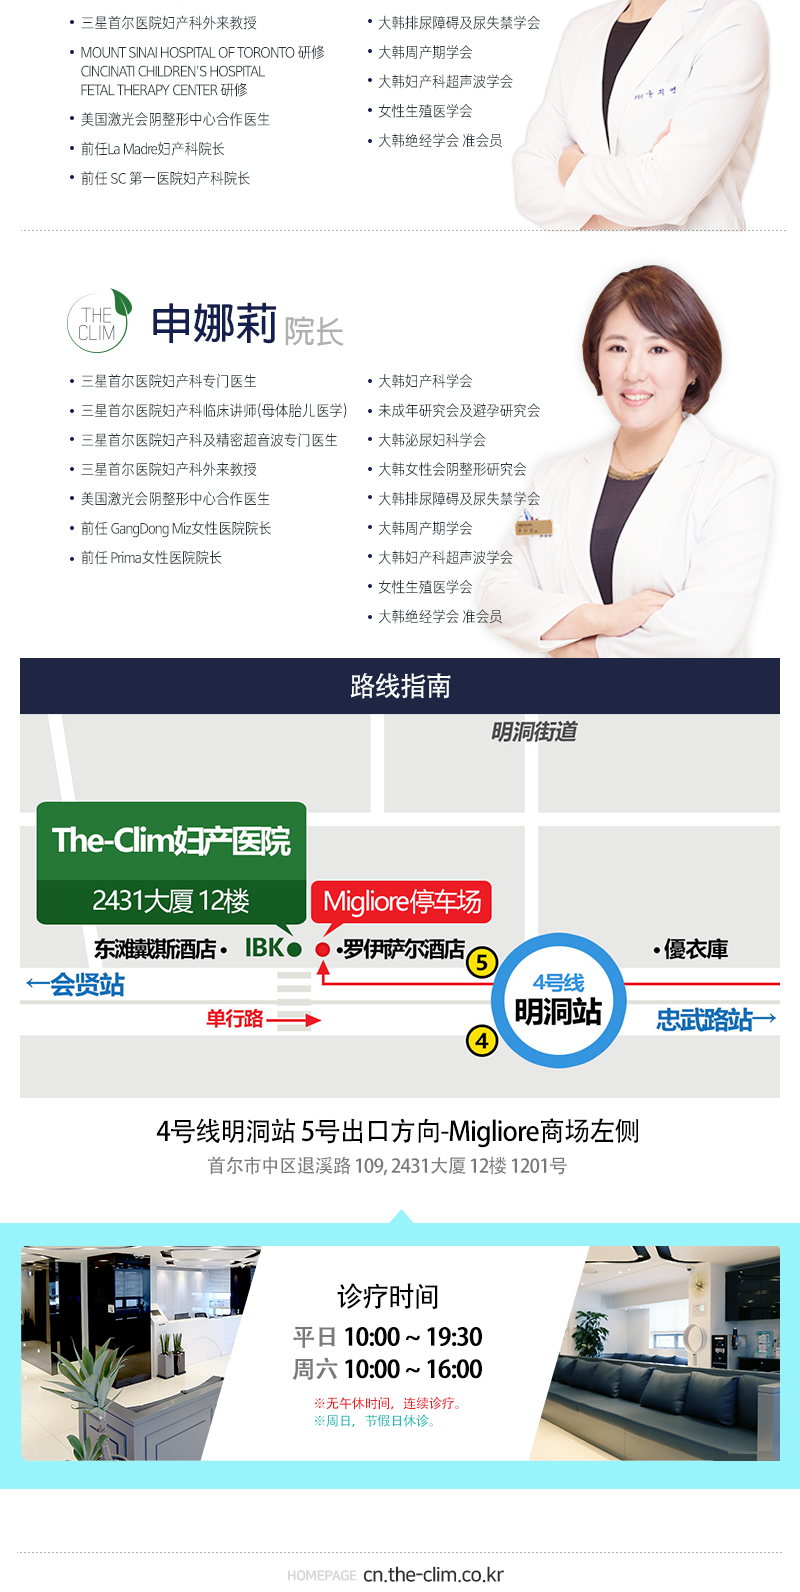 三星首尔医院妇产科外来教授
MOUNT SINAI HOSPITAL OF TORONTO 研修
CINCINATI CHILDREN'S HOSPITAL
FETAL THERAPY CENTER 研修
美国激光会阴整形中心合作医生
前任La Madre妇产科院长
前任 SC 第一医院妇产科院长
大韩排尿障碍及尿失禁学会
大韩周产期学会
大韩妇产科超声波学会
女性生殖医学会
大韩绝经学会 准会员
THE
CLIM
申娜莉 院长
三星首尔医院妇产科专门医生
三星首尔医院妇产科临床讲师(母体胎儿医学)
三星首尔医院妇产科及精密超音波专门医生
三星首尔医院妇产科外来教授
美国激光会阴整形中心合作医生
前任 GangDong Miz女性医院院长
前任 Prima女性医院院长
大韩妇产科学会
未成年研究会及避孕研究会
大韩泌尿妇科学会
大韩女性会阴整形研究会
大韩排尿障碍及尿失禁学会
大韩周产期学会
大韩妇产科超声波学会
女性生殖医学会
大韩绝经学会 准会员
路线指南
明洞街道
The-Clim妇产医院
2431大厦 12楼
Migliore停车场
东滩戴斯酒店• IBK● •罗伊萨尔酒店 5 •優衣庫
←会贤站
4号线
明洞站
单行路
忠武路站→
4
4号线明洞站 5号出口方向-Migliore商场左侧
首尔市中区退溪路 109, 2431大厦 12楼 1201号
诊疗时间
平日 10:00 ~ 19:30
周六 10:00 ~ 16:00
※无午休时间，连续诊疗。
※周日，节假日休诊。
HOMEPAGE cn.the-clim.co.kr